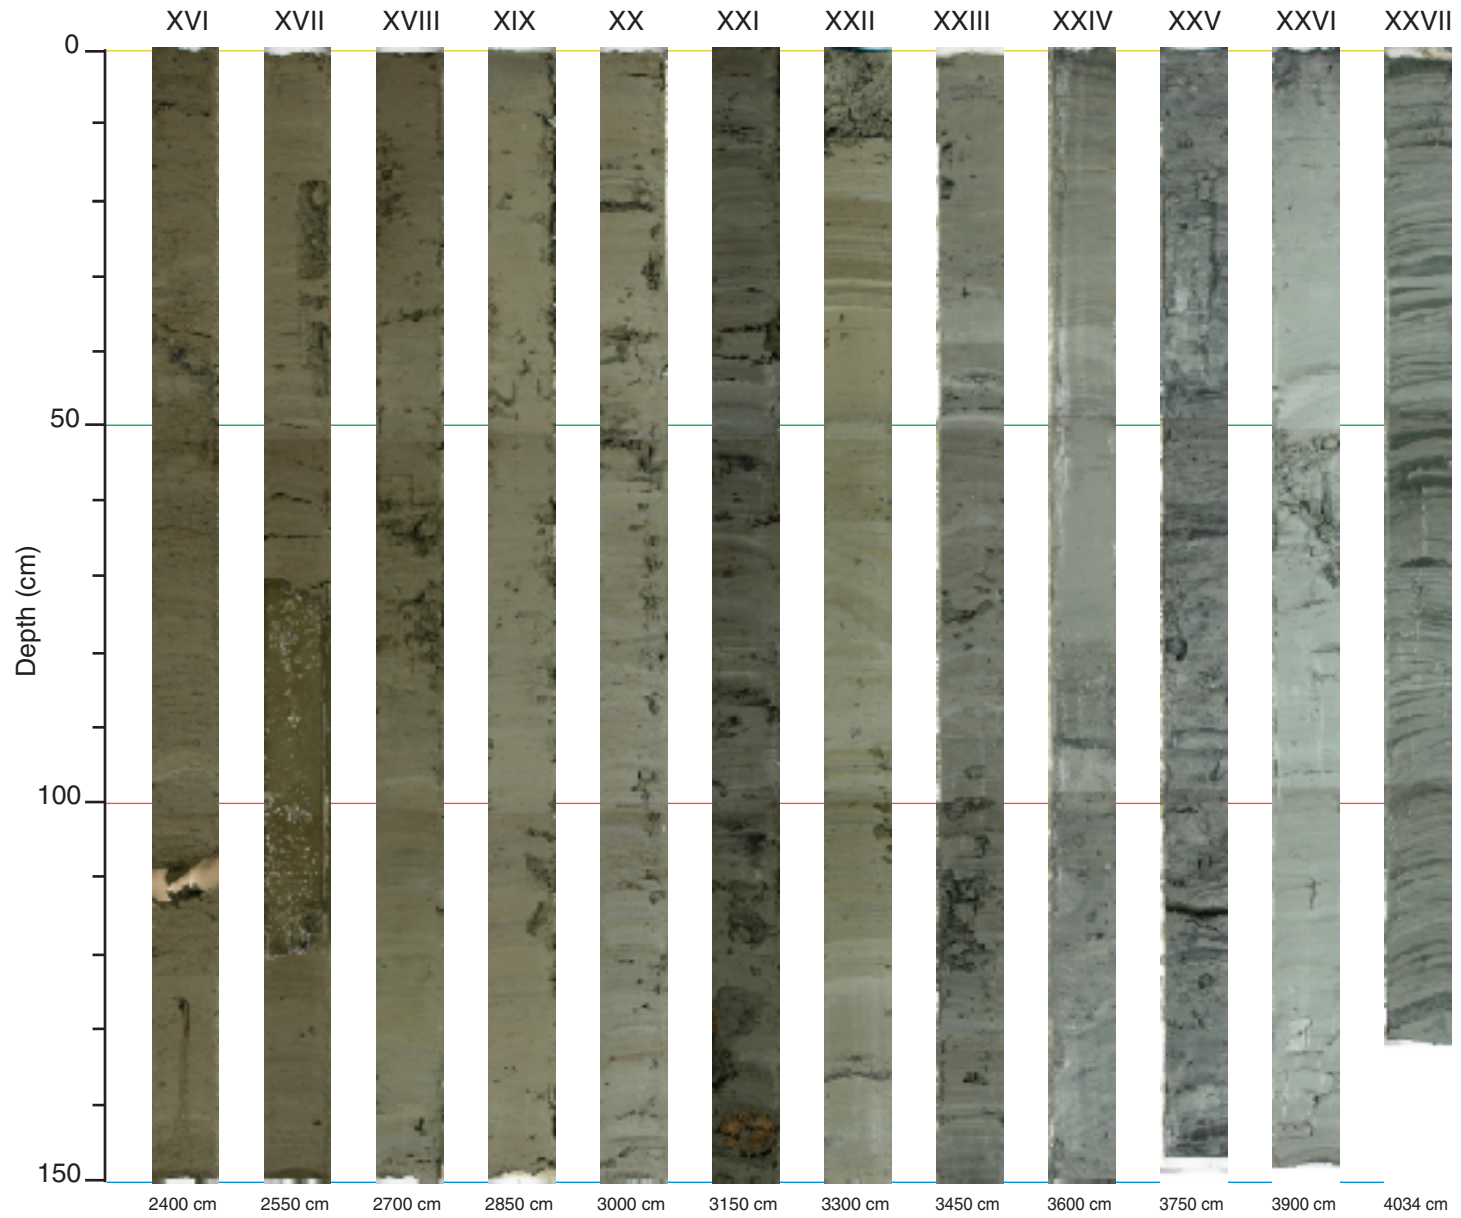 XVI XVII XVIII XIX XX XXI XXII XXIII XXIV XXV XXVI XXVII
0
50
100
150
Depth (cm)
2400 cm 2550 cm 2700 cm 2850 cm 3000 cm 3150 cm 3300 cm 3450 cm 3600 cm 3750 cm 3900 cm 4034 cm